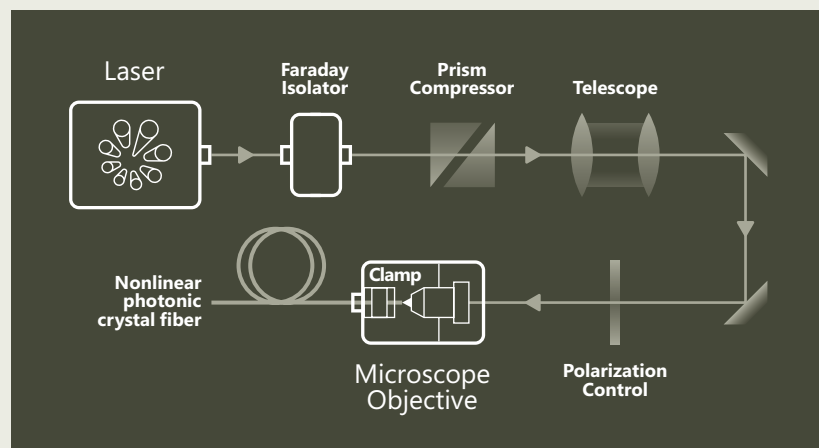 Laser
Faraday
Isolator
Prism
Compressor
Telescope
Nonlinear
photonic
crystal fiber
Clamp
Microscope
Objective
Polarization
Control